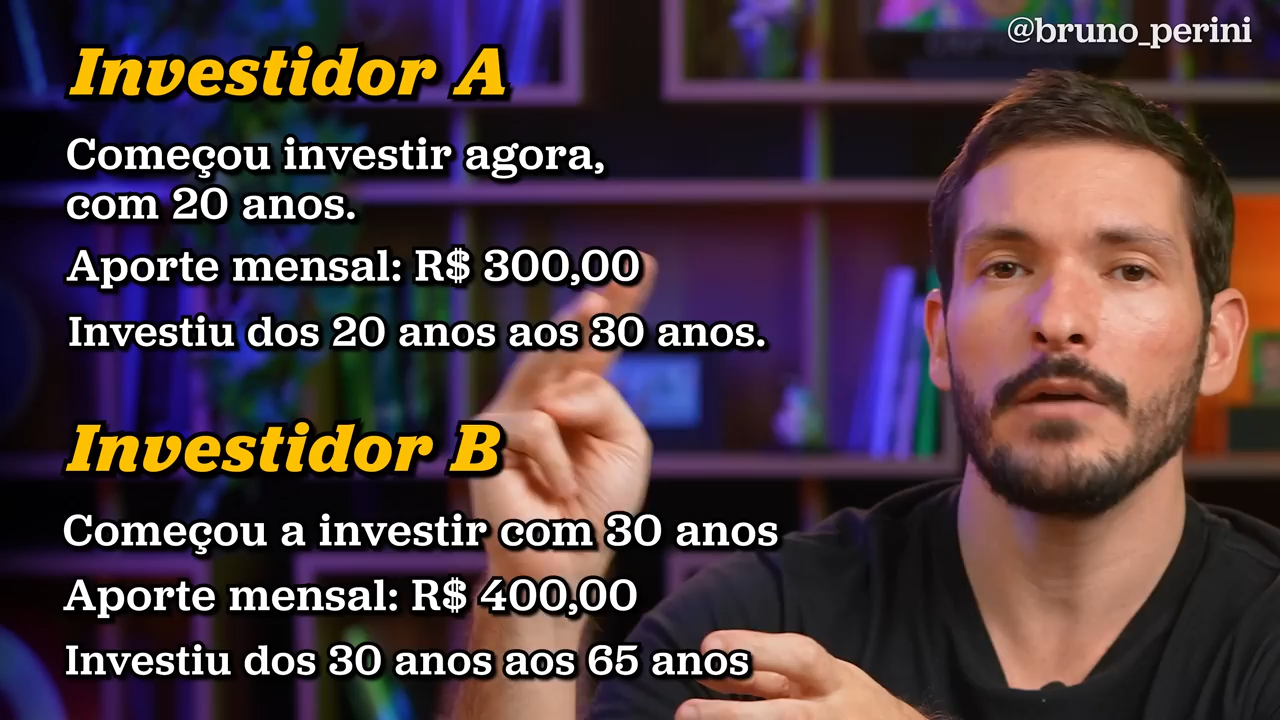 @bruno_perini
Investidor A
Começou investir agora,
com 20 anos.
Aporte mensal: R$ 300,00
Investiu dos 20 anos aos 30 anos.
Investidor B
Começou a investir com 30 anos
Aporte mensal: R$ 400,00
Investiu dos 30 anos aos 65 anos